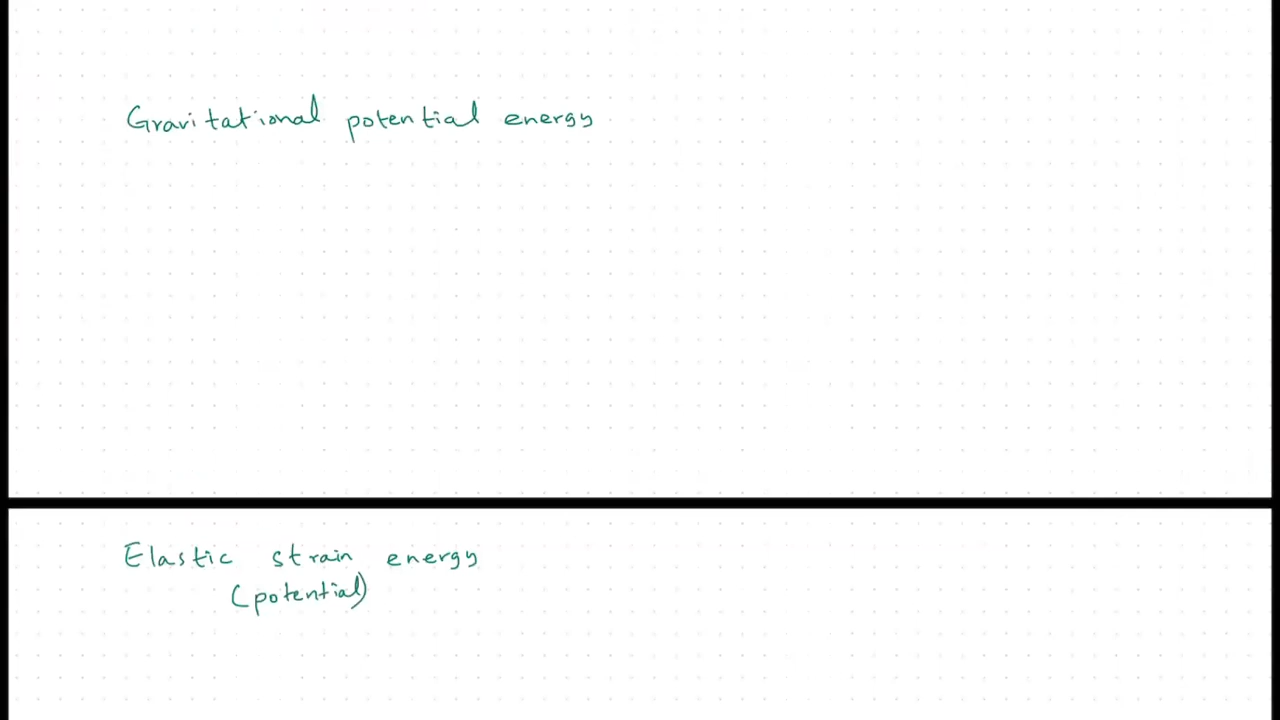 Gravitational potential energy
Elastic strain energy
(potential)